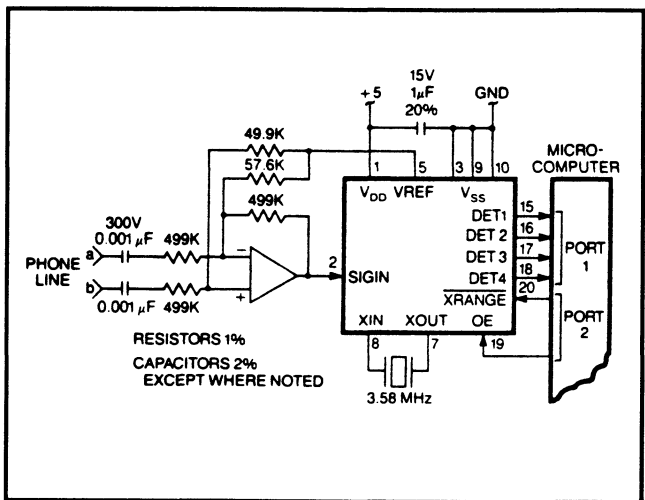 15V
1µF
20%
+5
GND
49.9K
57.6K
499K
1
5
3
9
10
MICRO-
COMPUTER
VDD
VREF
VSS
300V
0.001 µF
499K
PHONE
LINE
a
b
0.001 µF
499K
−
+
2
SIGIN
DET1
15
DET 2
16
DET 3
17
DET4
18
XRANGE
20
PORT
1
PORT
2
XIN
XOUT
OE
8
7
19
3.58 MHz
RESISTORS 1%
CAPACITORS 2%
EXCEPT WHERE NOTED